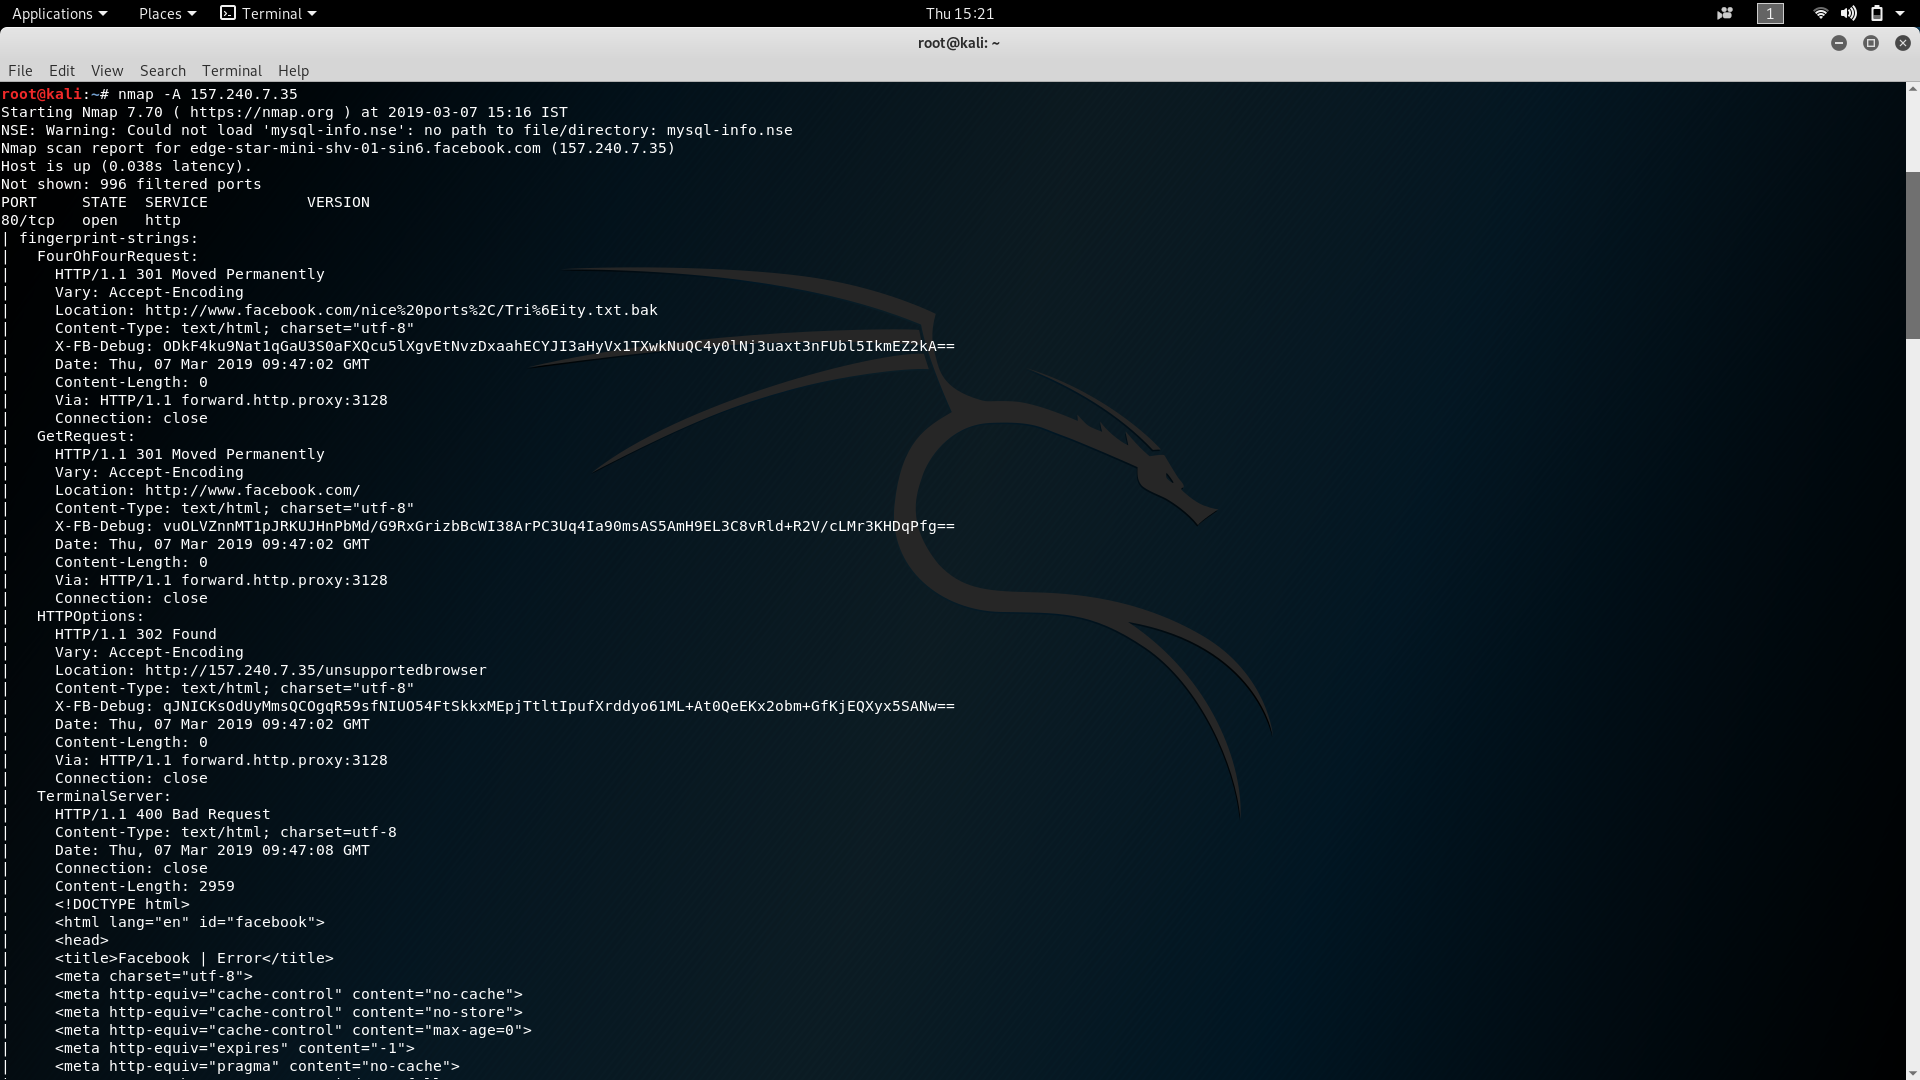 Applications Places Terminal Thu 15:21 1
root@kali: ~
File Edit View Search Terminal Help
root@kali:~# nmap -A 157.240.7.35
Starting Nmap 7.70 ( https://nmap.org ) at 2019-03-07 15:16 IST
NSE: Warning: Could not load 'mysql-info.nse': no path to file/directory: mysql-info.nse
Nmap scan report for edge-star-mini-shv-01-sin6.facebook.com (157.240.7.35)
Host is up (0.038s latency).
Not shown: 996 filtered ports
PORT     STATE  SERVICE           VERSION
80/tcp   open   http
| fingerprint-strings:
|   FourOhFourRequest:
|     HTTP/1.1 301 Moved Permanently
|     Vary: Accept-Encoding
|     Location: http://www.facebook.com/nice%20ports%2C/Tri%6Eity.txt.bak
|     Content-Type: text/html; charset="utf-8"
|     X-FB-Debug: ODkF4ku9Nat1qGaU3S0aFXQcu5lXgvEtNvzDxaahECYJI3aHyVx1TXwkNuQC4y0lNj3uaxt3nFUbl5IkmEZ2kA==
|     Date: Thu, 07 Mar 2019 09:47:02 GMT
|     Content-Length: 0
|     Via: HTTP/1.1 forward.http.proxy:3128
|     Connection: close
|   GetRequest:
|     HTTP/1.1 301 Moved Permanently
|     Vary: Accept-Encoding
|     Location: http://www.facebook.com/
|     Content-Type: text/html; charset="utf-8"
|     X-FB-Debug: vuOLVZnnMT1pJRKUJHnPbMd/G9RxGrizbBcWI38ArPC3Uq4Ia90msAS5AmH9EL3C8vRld+R2V/cLMr3KHDqPfg==
|     Date: Thu, 07 Mar 2019 09:47:02 GMT
|     Content-Length: 0
|     Via: HTTP/1.1 forward.http.proxy:3128
|     Connection: close
|   HTTPOptions:
|     HTTP/1.1 302 Found
|     Vary: Accept-Encoding
|     Location: http://157.240.7.35/unsupportedbrowser
|     Content-Type: text/html; charset="utf-8"
|     X-FB-Debug: qJNICKsOdUyMmsQCOgqR59sfNIUO54FtSkkxMEpjTtltIpufXrddyo61ML+At0QeEKx2obm+GfKjEQXyx5SANw==
|     Date: Thu, 07 Mar 2019 09:47:02 GMT
|     Content-Length: 0
|     Via: HTTP/1.1 forward.http.proxy:3128
|     Connection: close
|   TerminalServer:
|     HTTP/1.1 400 Bad Request
|     Content-Type: text/html; charset=utf-8
|     Date: Thu, 07 Mar 2019 09:47:08 GMT
|     Connection: close
|     Content-Length: 2959
|     <!DOCTYPE html>
|     <html lang="en" id="facebook">
|     <head>
|     <title>Facebook | Error</title>
|     <meta charset="utf-8">
|     <meta http-equiv="cache-control" content="no-cache">
|     <meta http-equiv="cache-control" content="no-store">
|     <meta http-equiv="cache-control" content="max-age=0">
|     <meta http-equiv="expires" content="-1">
|     <meta http-equiv="pragma" content="no-cache">